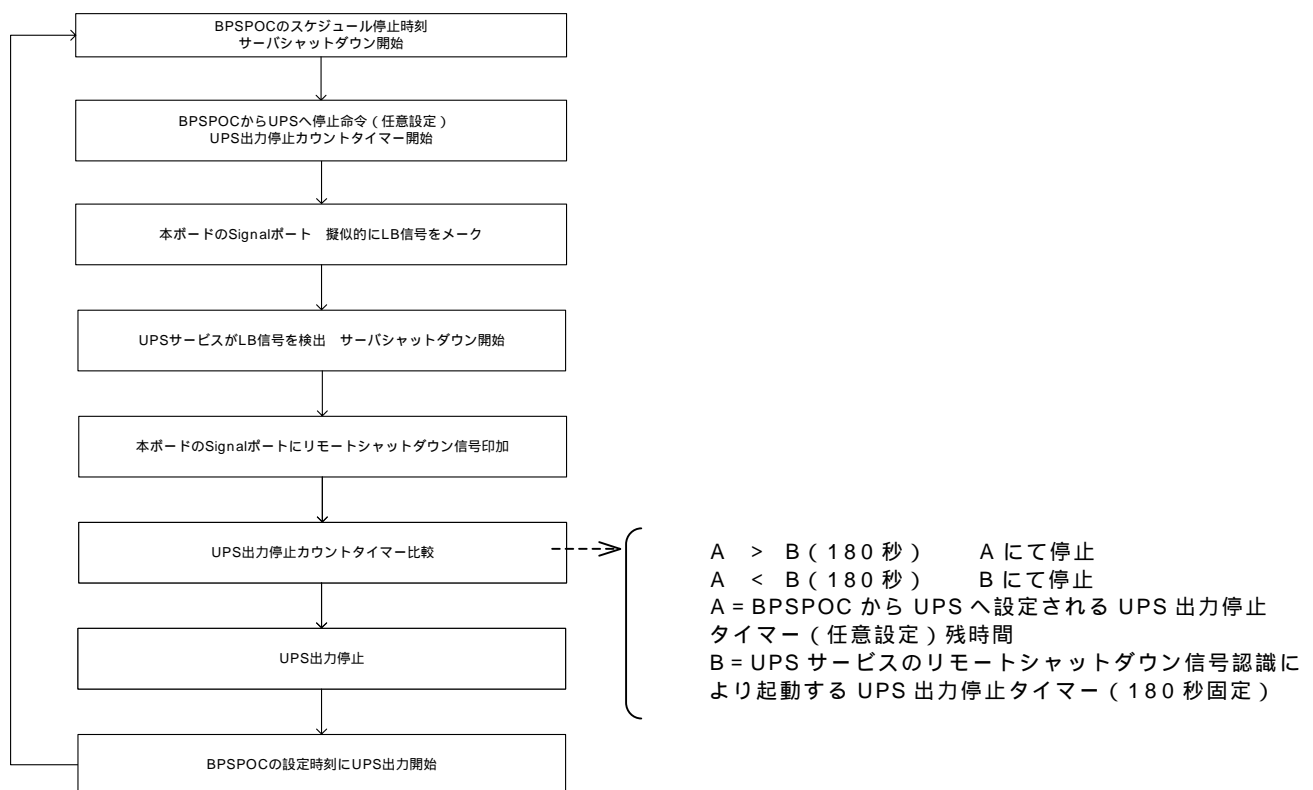 BPSPOCのスケジュール停止時刻
サーバシャットダウン開始
BPSPOCからUPSへ停止命令(任意設定)
UPS出力停止カウントタイマー開始
本ボードのSignalポート 擬似的にLB信号をメーク
UPSサービスがLB信号を検出 サーバシャットダウン開始
本ボードのSignalポートにリモートシャットダウン信号印加
UPS出力停止カウントタイマー比較
UPS出力停止
BPSPOCの設定時刻にUPS出力開始
A > B(180秒) Aにて停止
A < B(180秒) Bにて停止
A=BPSPOCからUPSへ設定されるUPS出力停止
タイマー(任意設定)残時間
B=UPSサービスのリモートシャットダウン信号認識に
より起動するUPS出力停止タイマー(180秒固定)